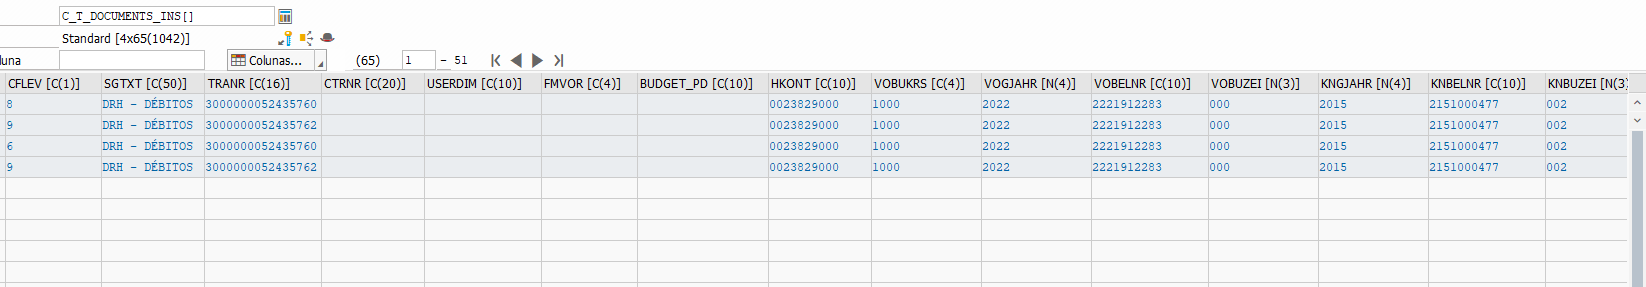 C_T_DOCUMENTS_INS[]
Standard [4x65(1042)]
luna Colunas... (65) 1 - 51
CFLEV [C(1)] SGTXT [C(50)] TRANR [C(16)] CTRNR [C(20)] USERDIM [C(10)] FMVOR [C(4)] BUDGET_PD [C(10)] HKONT [C(10)] VOBUKRS [C(4)] VOGJAHR [N(4)] VOBELNR [C(10)] VOBUZEI [N(3)] KNGJAHR [N(4)] KNBELNR [C(10)] KNBUZEI [N(3)
8 DRH - DÉBITOS 3000000052435760 0023829000 1000 2022 2221912283 000 2015 2151000477 002
9 DRH - DÉBITOS 3000000052435762 0023829000 1000 2022 2221912283 000 2015 2151000477 002
6 DRH - DÉBITOS 3000000052435760 0023829000 1000 2022 2221912283 000 2015 2151000477 002
9 DRH - DÉBITOS 3000000052435762 0023829000 1000 2022 2221912283 000 2015 2151000477 002